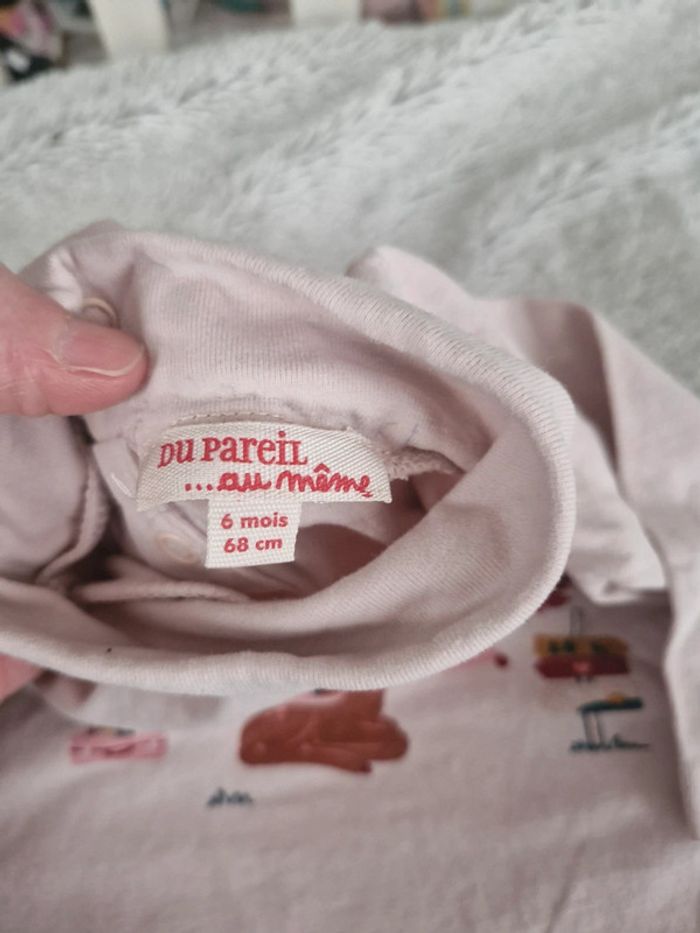 DU PAREIL
...au même
6 mois
68 cm